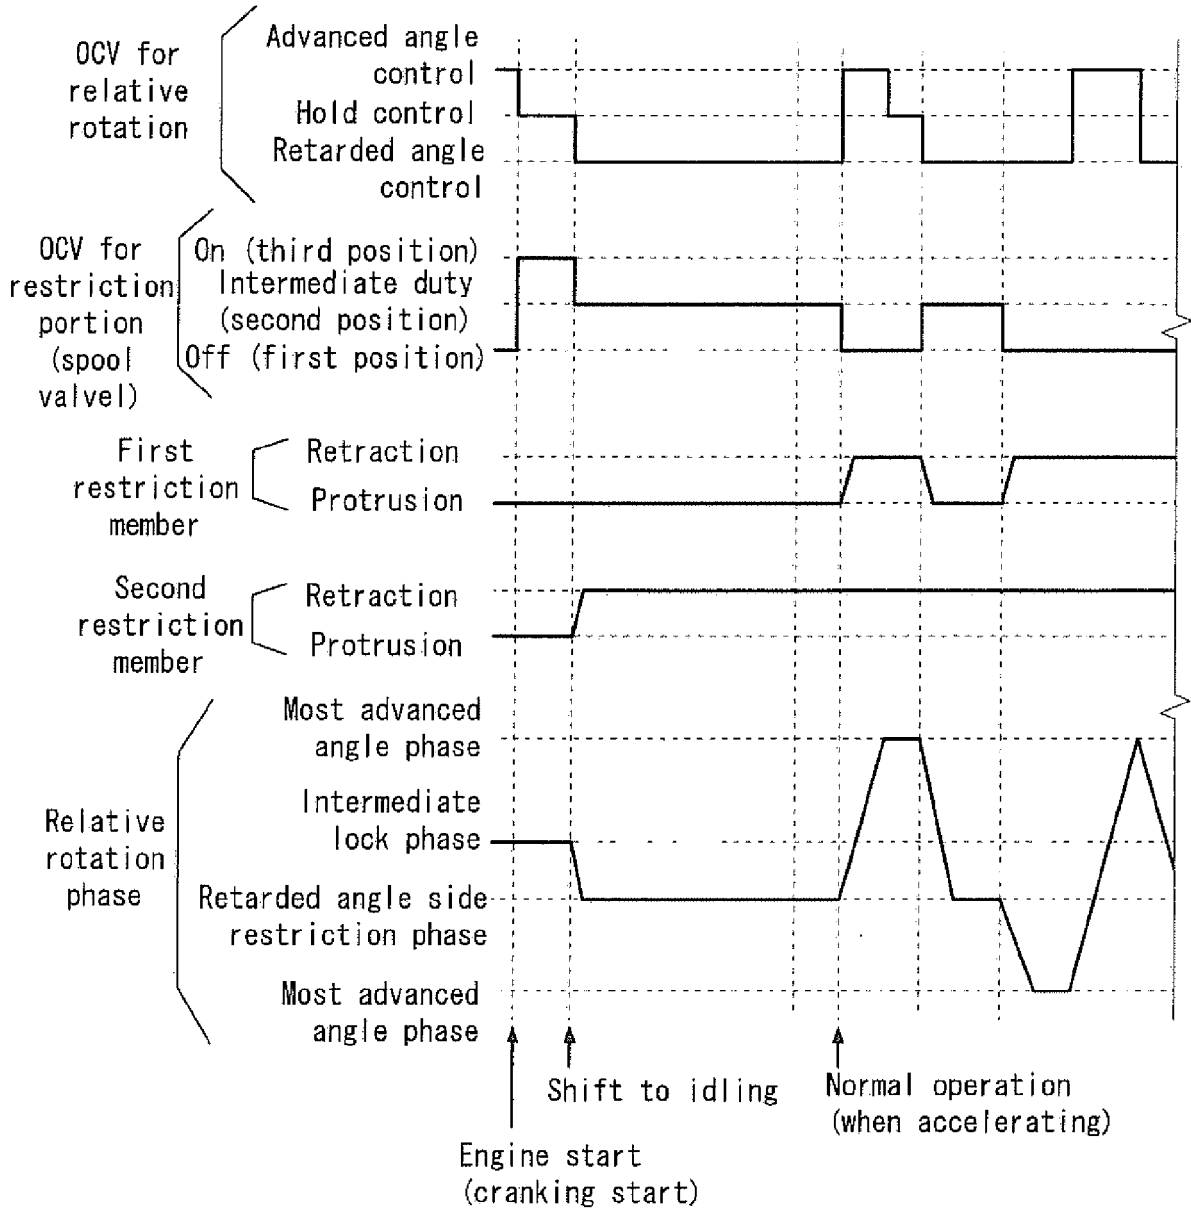 OCV for
relative
rotation
Advanced angle
control
Hold control
Retarded angle
control
OCV for
restriction
portion
(spool
valvel)
On (third position)
Intermediate duty
(second position)
Off (first position)
First
restriction
member
Retraction
Protrusion
Second
restriction
member
Retraction
Protrusion
Relative
rotation
phase
Most advanced
angle phase
Intermediate
lock phase
Retarded angle side
restriction phase
Most advanced
angle phase
Shift to idling
Normal operation
(when accelerating)
Engine start
(cranking start)